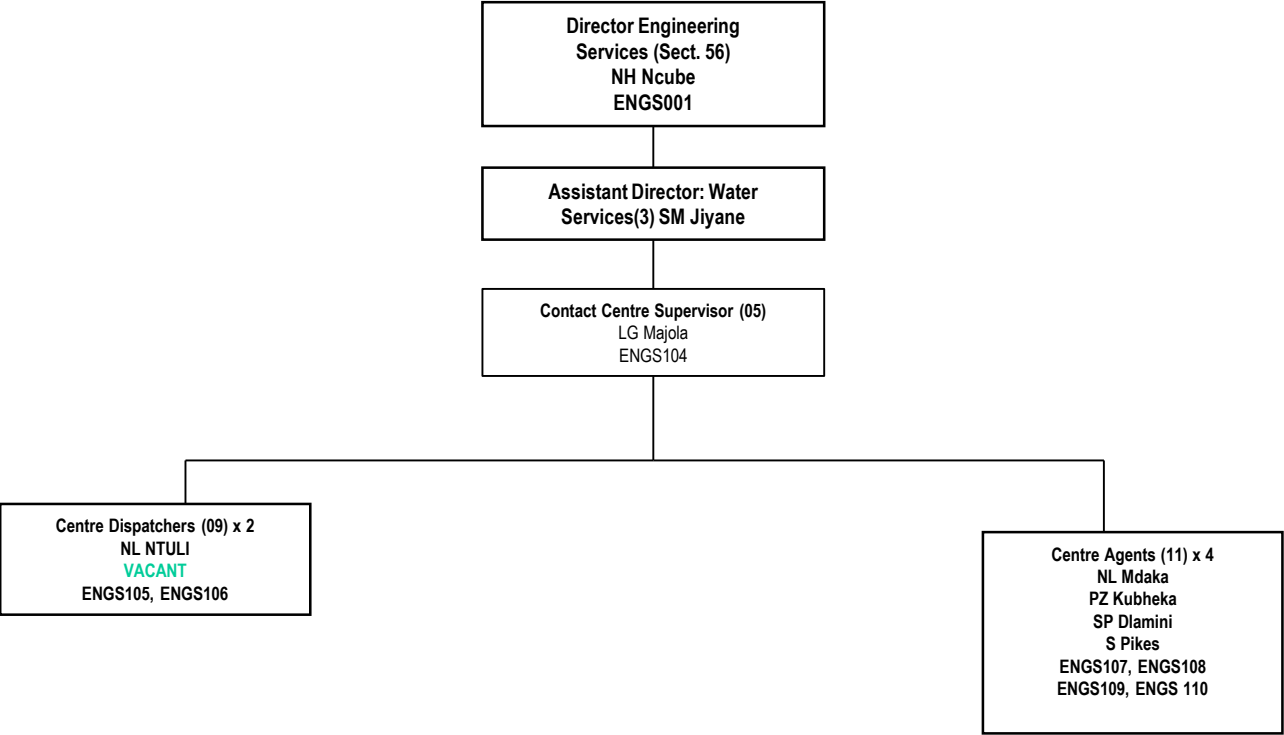 Director Engineering
Services (Sect. 56)
NH Ncube
ENGS001
Assistant Director: Water
Services(3) SM Jiyane
Contact Centre Supervisor (05)
LG Majola
ENGS104
Centre Dispatchers (09) x 2
NL NTULI
VACANT
ENGS105, ENGS106
Centre Agents (11) x 4
NL Mdaka
PZ Kubheka
SP Dlamini
S Pikes
ENGS107, ENGS108
ENGS109, ENGS 110